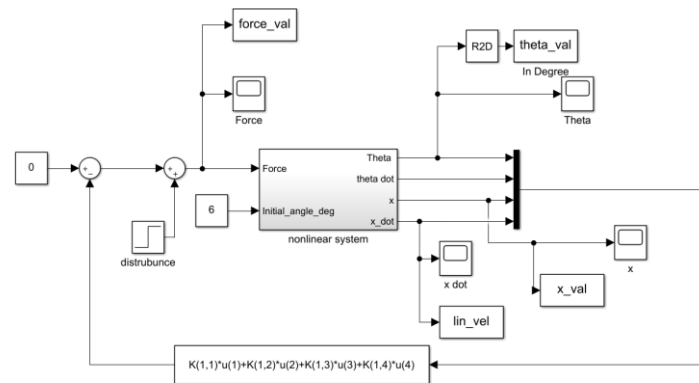 force_val
R2D
theta_val
In Degree
Force
Theta
0
+
−
+
+
Force
Theta
theta dot
6
Initial_angle_deg
x
x_dot
nonlinear system
distrubunce
x dot
x
x_val
lin_vel
K(1,1)*u(1)+K(1,2)*u(2)+K(1,3)*u(3)+K(1,4)*u(4)